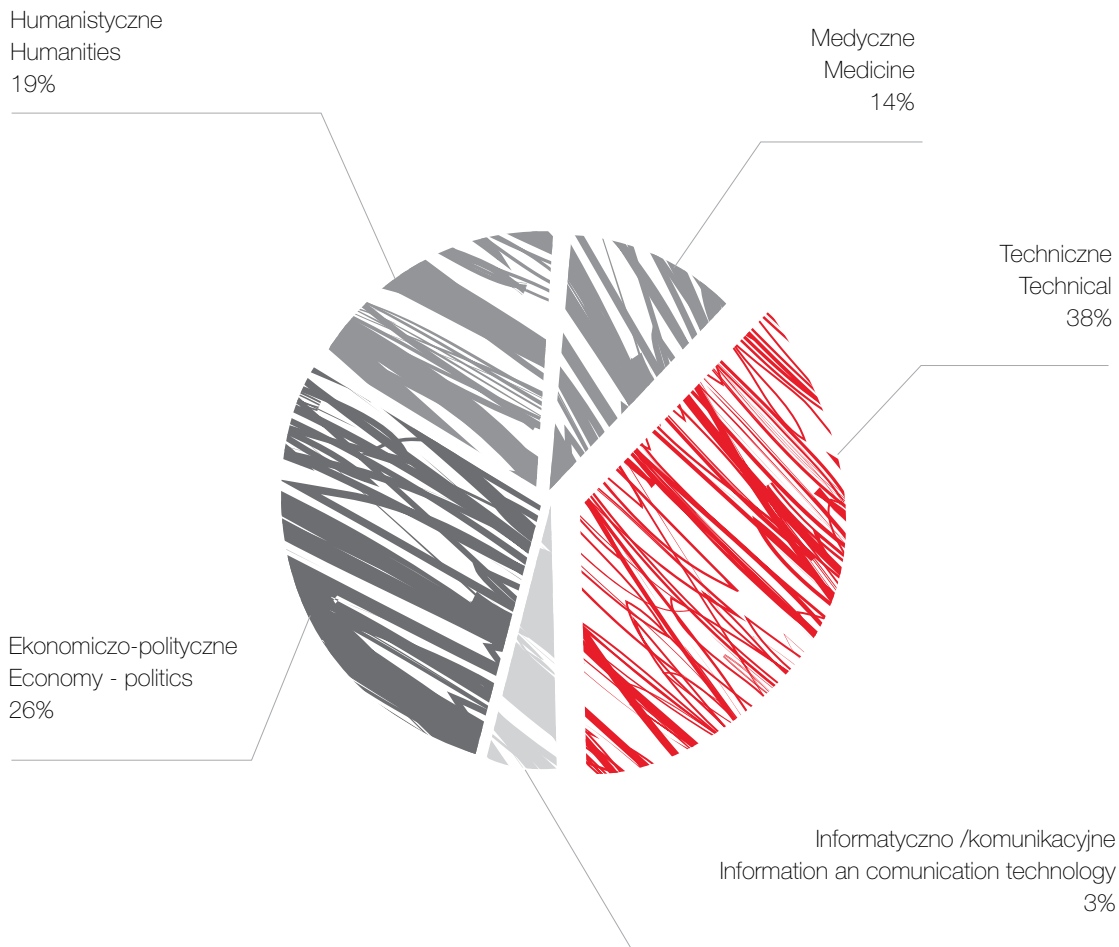 Humanistyczne
Humanities
19%
Medyczne
Medicine
14%
Techniczne
Technical
38%
Ekonomiczo-polityczne
Economy - politics
26%
Informatyczno /komunikacyjne
Information an comunication technology
3%